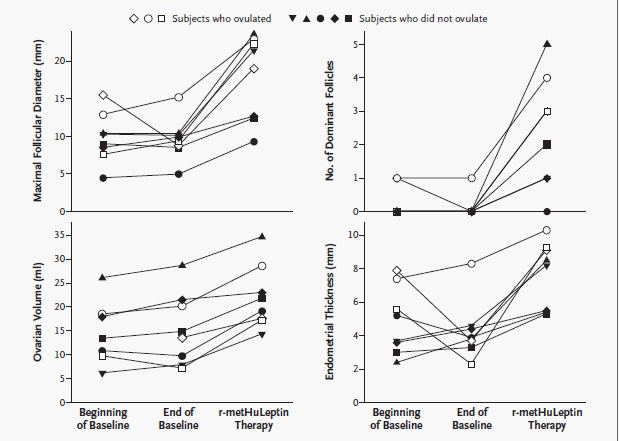 Subjects who ovulated
Subjects who did not ovulate
Maximal Follicular Diameter (mm)
20
15
10
5
0
No. of Dominant Follicles
5
4
3
2
1
0
Ovarian Volume (ml)
35
30
25
20
15
10
5
0
Endometrial Thickness (mm)
10
8
6
4
2
0
Beginning
of Baseline
End of
Baseline
r-metHuLeptin
Therapy
Beginning
of Baseline
End of
Baseline
r-metHuLeptin
Therapy